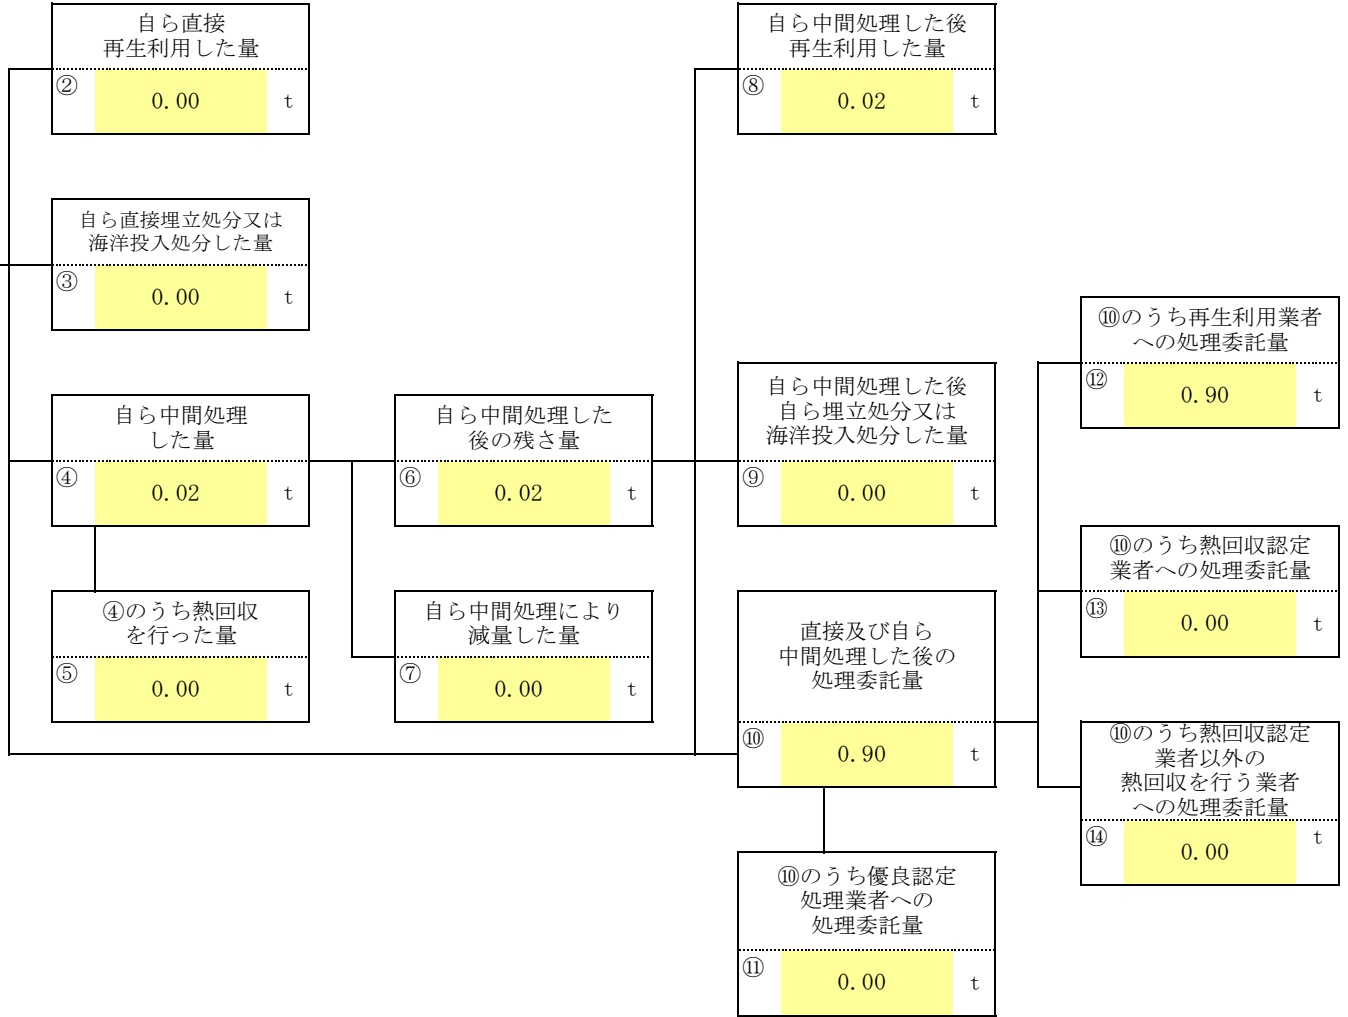 自ら直接
再生利用した量
② 0.00 t
自ら中間処理した後
再生利用した量
⑧ 0.02 t
自ら直接埋立処分又は
海洋投入処分した量
③ 0.00 t
⑩のうち再生利用業者
への処理委託量
⑫ 0.90 t
自ら中間処理
した量
④ 0.02 t
自ら中間処理した
後の残さ量
⑥ 0.02 t
自ら中間処理した後
自ら埋立処分又は
海洋投入処分した量
⑨ 0.00 t
⑩のうち熱回収認定
業者への処理委託量
⑬ 0.00 t
④のうち熱回収
を行った量
⑤ 0.00 t
自ら中間処理により
減量した量
⑦ 0.00 t
直接及び自ら
中間処理した後の
処理委託量
⑩ 0.90 t
⑩のうち熱回収認定
業者以外の
熱回収を行う業者
への処理委託量
⑭ 0.00 t
⑩のうち優良認定
処理業者への
処理委託量
⑪ 0.00 t